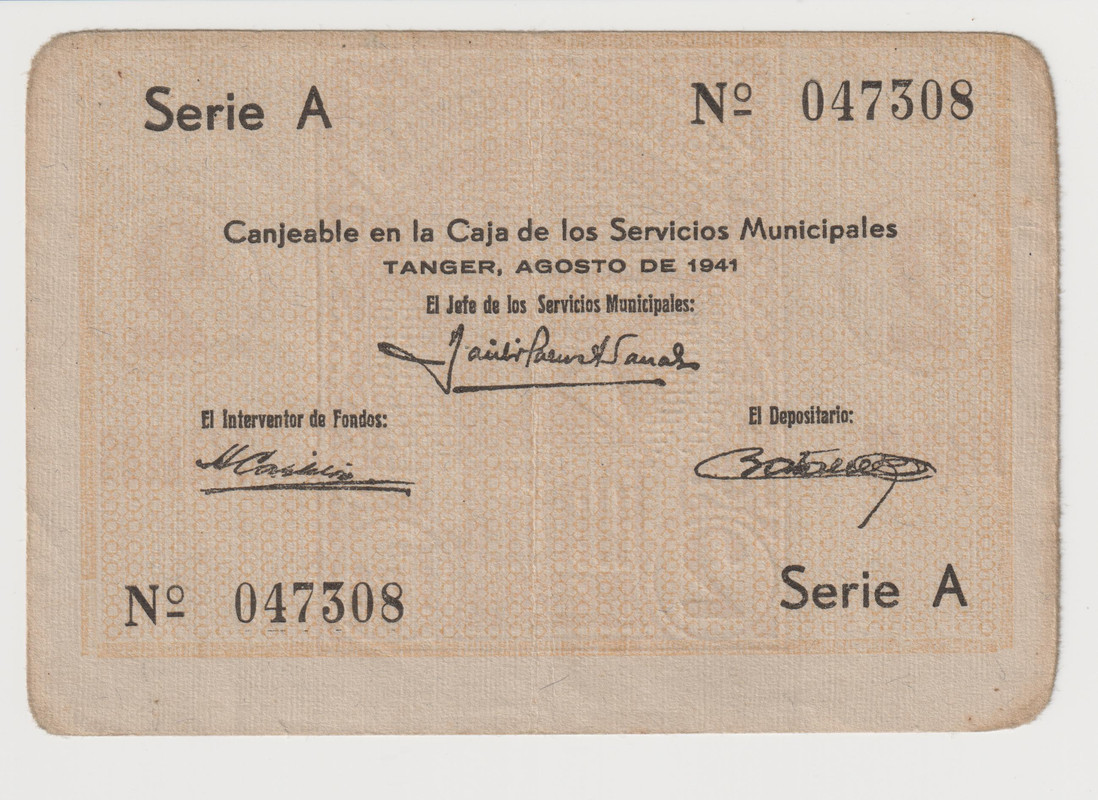 Serie A
Nº 047308
Canjeable en la Caja de los Servicios Municipales
TANGER, AGOSTO DE 1941
El Jefe de los Servicios Municipales:
El Interventor de Fondos:
El Depositario:
Nº 047308
Serie A